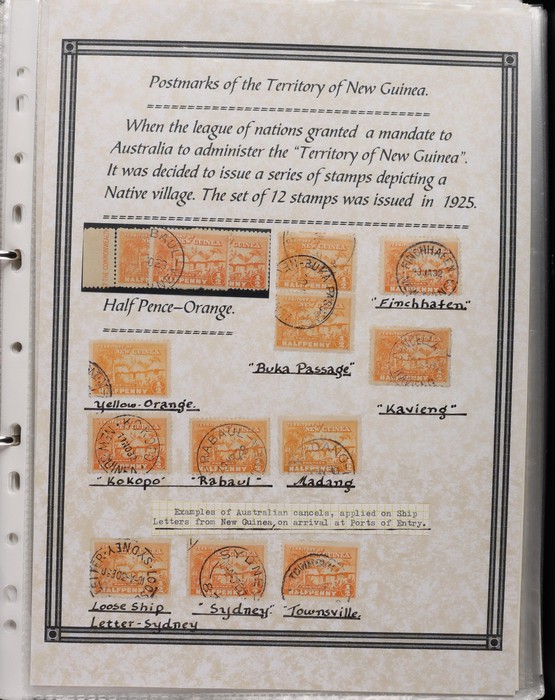 Postmarks of the Territory of New Guinea.
When the league of nations granted a mandate to
Australia to administer the "Territory of New Guinea".
It was decided to issue a series of stamps depicting a
Native village. The set of 12 stamps was issued in 1925.
Half Pence–Orange.
"Buka Passage"
"Finchhafen"
Yellow-Orange.
"Kavieng"
"Kokopo"
"Rabaul"
Madang
Examples of Australian cancels, applied on Ship
Letters from New Guinea, on arrival at Ports of Entry.
Loose Ship
Letter-Sydney
"Sydney"
"Townsville.